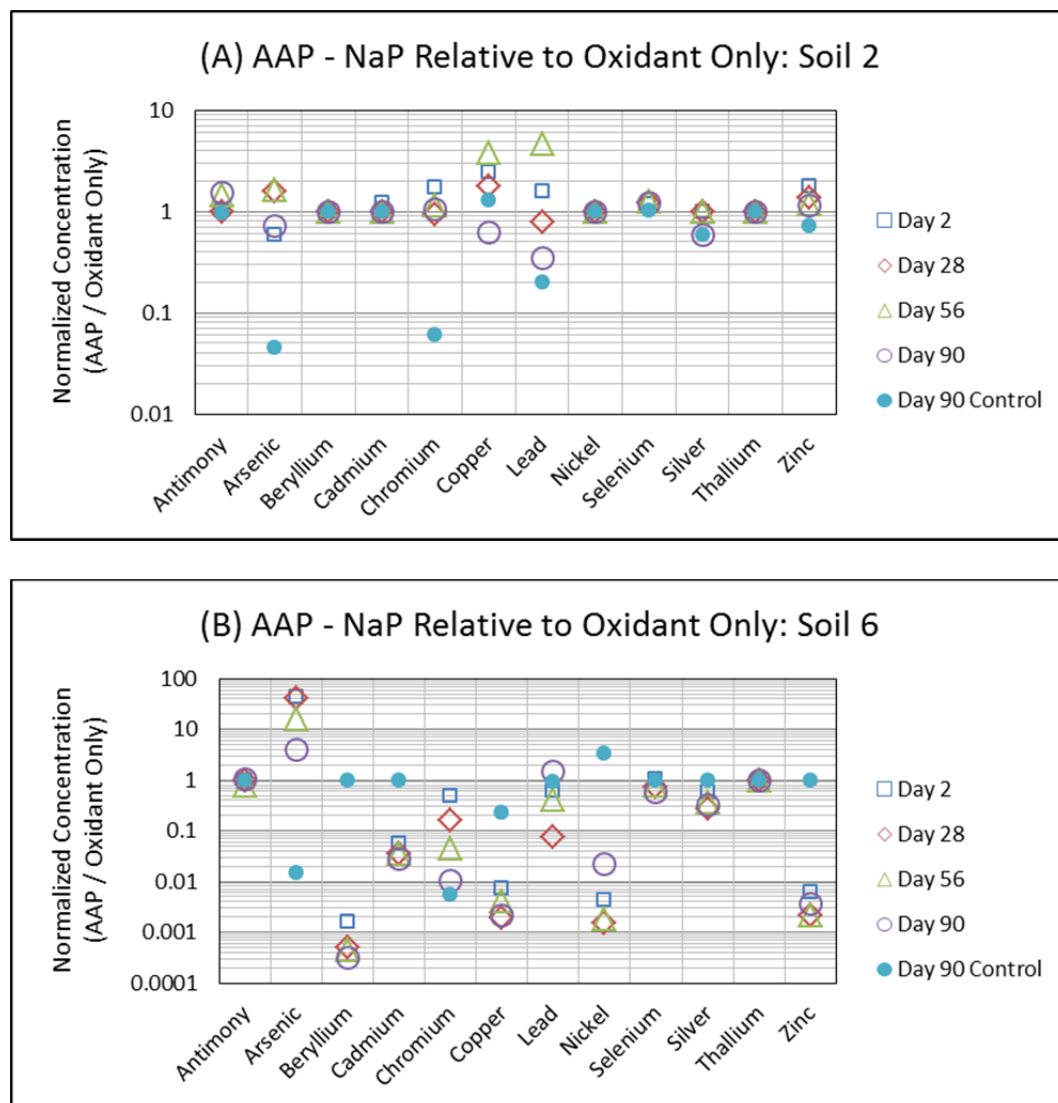 (A) AAP - NaP Relative to Oxidant Only: Soil 2
Normalized Concentration
(AAP / Oxidant Only)
10
1
0.1
0.01
Antimony
Arsenic
Beryllium
Cadmium
Chromium
Copper
Lead
Nickel
Selenium
Silver
Thallium
Zinc
Day 2
Day 28
Day 56
Day 90
Day 90 Control
(B) AAP - NaP Relative to Oxidant Only: Soil 6
Normalized Concentration
(AAP / Oxidant Only)
100
10
1
0.1
0.01
0.001
0.0001
Antimony
Arsenic
Beryllium
Cadmium
Chromium
Copper
Lead
Nickel
Selenium
Silver
Thallium
Zinc
Day 2
Day 28
Day 56
Day 90
Day 90 Control